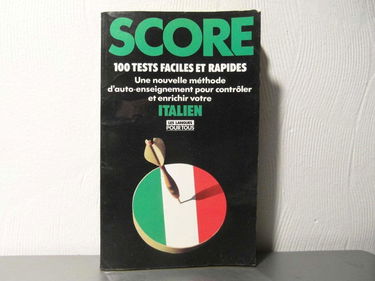 SCORE
100 TESTS FACILES ET RAPIDES
Une nouvelle méthode
d'auto-enseignement pour contrôler
et enrichir votre
ITALIEN
LES LANGUES
POUR TOUS